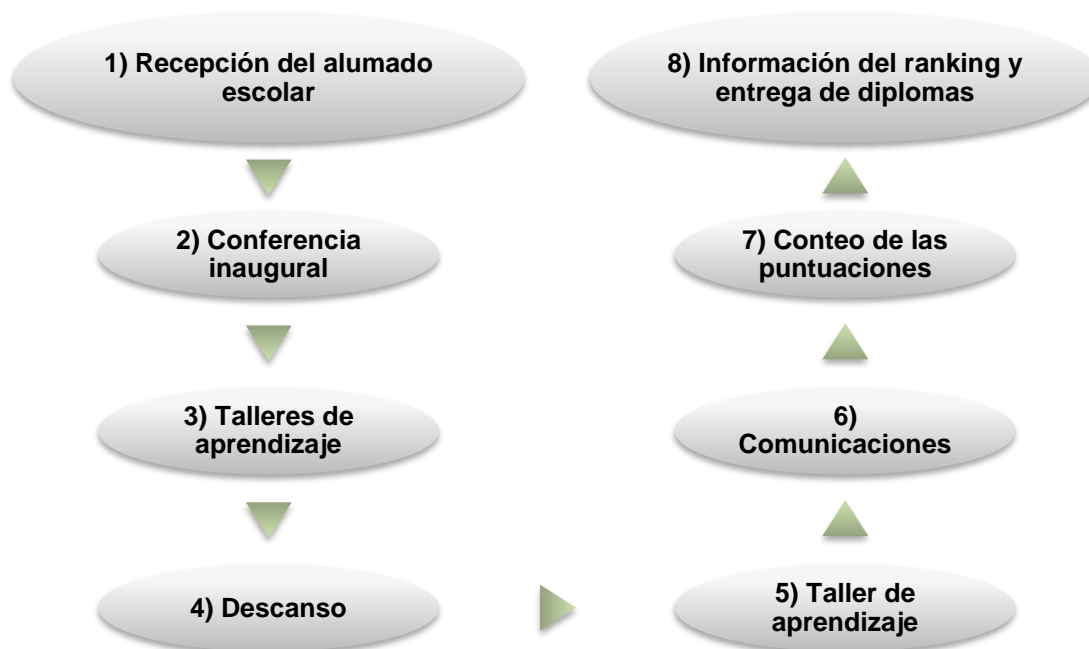 1) Recepción del alumado
escolar
2) Conferencia
inaugural
3) Talleres de
aprendizaje
4) Descanso
5) Taller de
aprendizaje
6)
Comunicaciones
7) Conteo de las
puntuaciones
8) Información del ranking y
entrega de diplomas